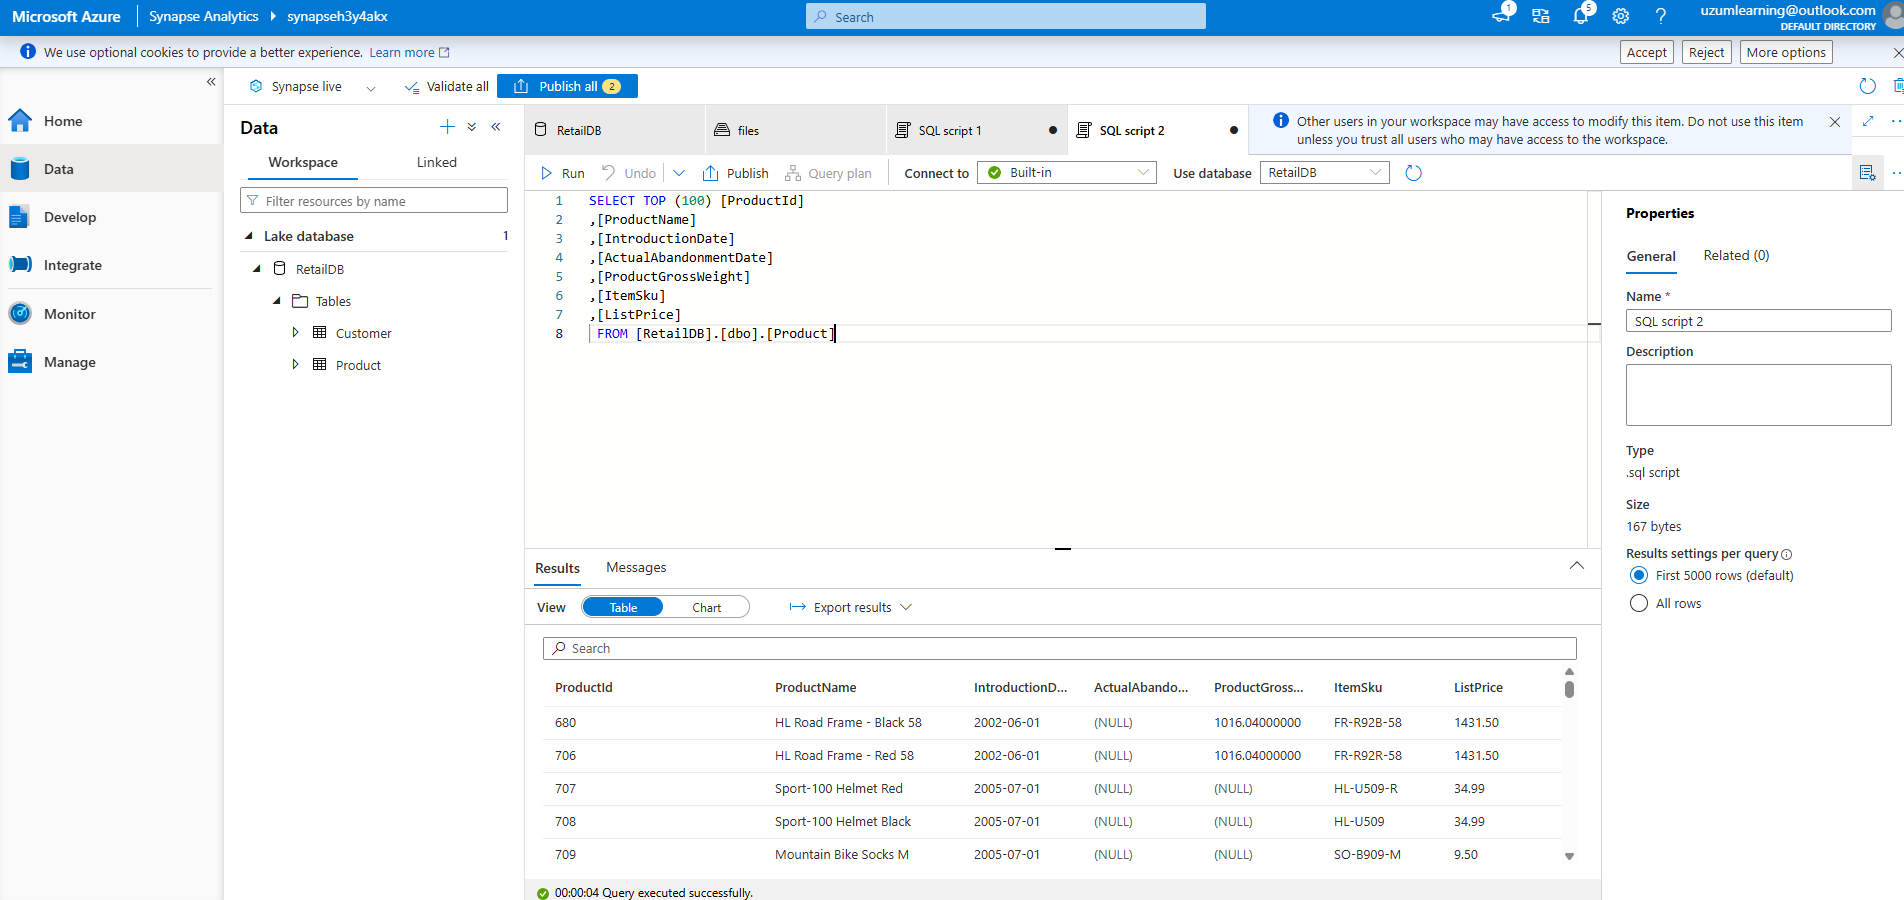 Microsoft Azure
Synapse Analytics
synapseh3y4akx
Search
1
5
uzumlearning@outlook.com
DEFAULT DIRECTORY
We use optional cookies to provide a better experience. Learn more
Accept
Reject
More options
Home
Data
Develop
Integrate
Monitor
Manage
Synapse live
Validate all
Publish all 2
Data
Workspace
Linked
Filter resources by name
Lake database 1
RetailDB
Tables
Customer
Product
RetailDB
files
SQL script 1
SQL script 2
Other users in your workspace may have access to modify this item. Do not use this item
unless you trust all users who may have access to the workspace.
Run
Undo
Publish
Query plan
Connect to
Built-in
Use database
RetailDB
1 SELECT TOP (100) [ProductId]
2 ,[ProductName]
3 ,[IntroductionDate]
4 ,[ActualAbandonmentDate]
5 ,[ProductGrossWeight]
6 ,[ItemSku]
7 ,[ListPrice]
8 FROM [RetailDB].[dbo].[Product]
Results
Messages
View
Table
Chart
Export results
Search
ProductId ProductName IntroductionD... ActualAbando... ProductGross... ItemSku ListPrice
680 HL Road Frame - Black 58 2002-06-01 (NULL) 1016.04000000 FR-R92B-58 1431.50
706 HL Road Frame - Red 58 2002-06-01 (NULL) 1016.04000000 FR-R92R-58 1431.50
707 Sport-100 Helmet Red 2005-07-01 (NULL) (NULL) HL-U509-R 34.99
708 Sport-100 Helmet Black 2005-07-01 (NULL) (NULL) HL-U509 34.99
709 Mountain Bike Socks M 2005-07-01 (NULL) (NULL) SO-B909-M 9.50
00:00:04 Query executed successfully.
Properties
General
Related (0)
Name *
SQL script 2
Description
Type
.sql script
Size
167 bytes
Results settings per query
First 5000 rows (default)
All rows